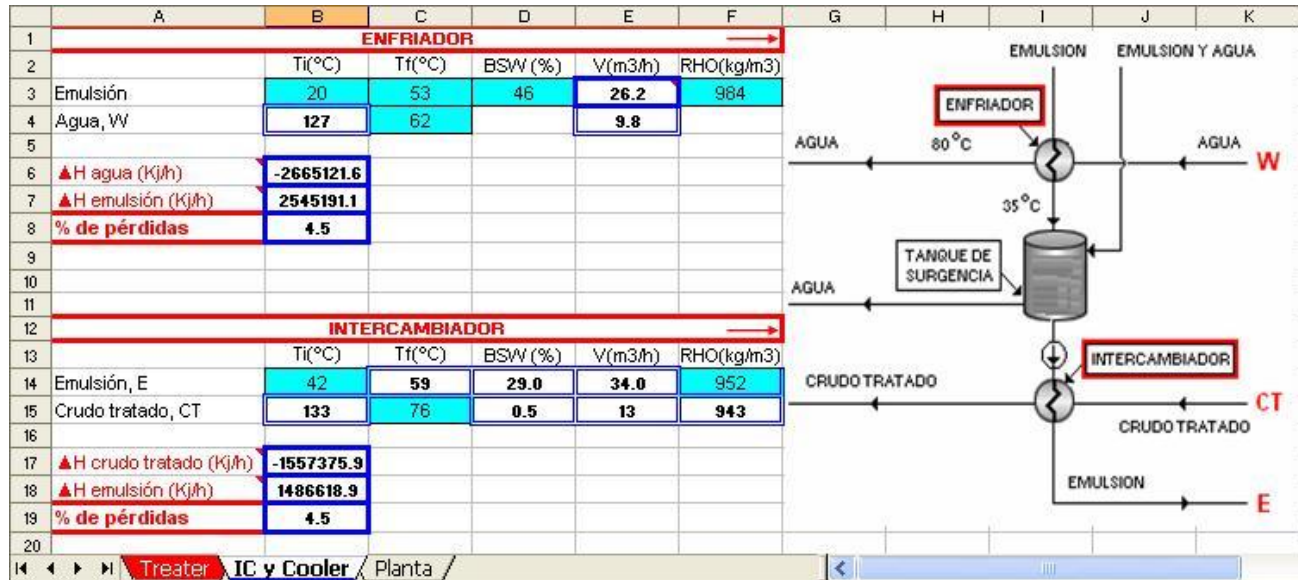 A B C D E F G H I J K
1 ENFRIADOR
2 Ti(°C) Tf(°C) BSW (%) V(m3/h) RHO(kg/m3)
3 Emulsión 20 53 46 26.2 984
4 Agua, W 127 62 9.8
5
6 ▲H agua (Kj/h) -2665121.6
7 ▲H emulsión (Kj/h) 2545191.1
8 % de pérdidas 4.5
9
10
11
12 INTERCAMBIADOR
13 Ti(°C) Tf(°C) BSW (%) V(m3/h) RHO(kg/m3)
14 Emulsión, E 42 59 29.0 34.0 952
15 Crudo tratado, CT 133 76 0.5 13 943
16
17 ▲H crudo tratado (Kj/h) -1557375.9
18 ▲H emulsión (Kj/h) 1486618.9
19 % de pérdidas 4.5
20
EMULSION EMULSION Y AGUA
ENFRIADOR
AGUA 80°C AGUA W
35°C
TANQUE DE
SURGENCIA
AGUA
INTERCAMBIADOR
CRUDO TRATADO CT
CRUDO TRATADO
EMULSION E
Treater IC y Cooler Planta